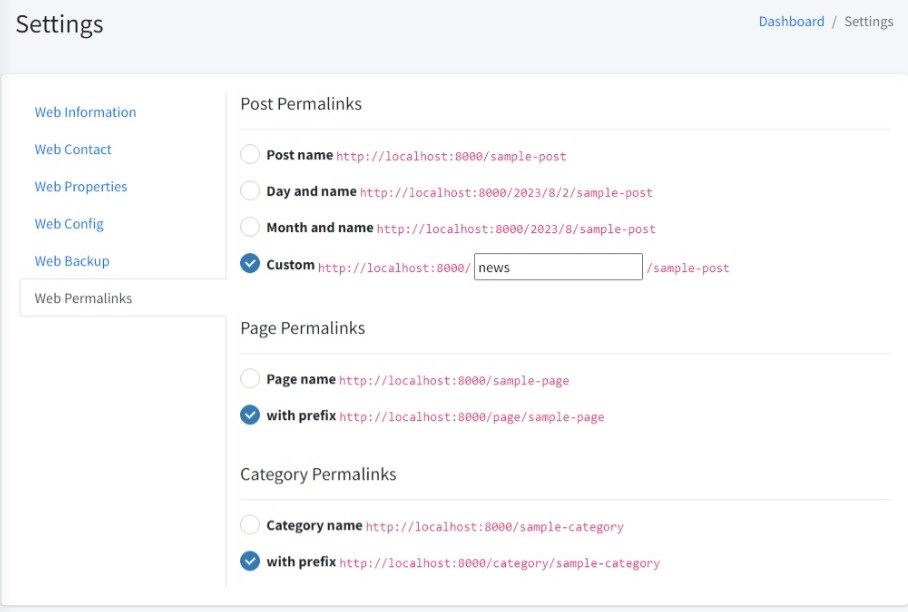 Settings
Dashboard / Settings
Web Information
Web Contact
Web Properties
Web Config
Web Backup
Web Permalinks
Post Permalinks
Post name http://localhost:8000/sample-post
Day and name http://localhost:8000/2023/8/2/sample-post
Month and name http://localhost:8000/2023/8/sample-post
Custom http://localhost:8000/ news /sample-post
Page Permalinks
Page name http://localhost:8000/sample-page
with prefix http://localhost:8000/page/sample-page
Category Permalinks
Category name http://localhost:8000/sample-category
with prefix http://localhost:8000/category/sample-category